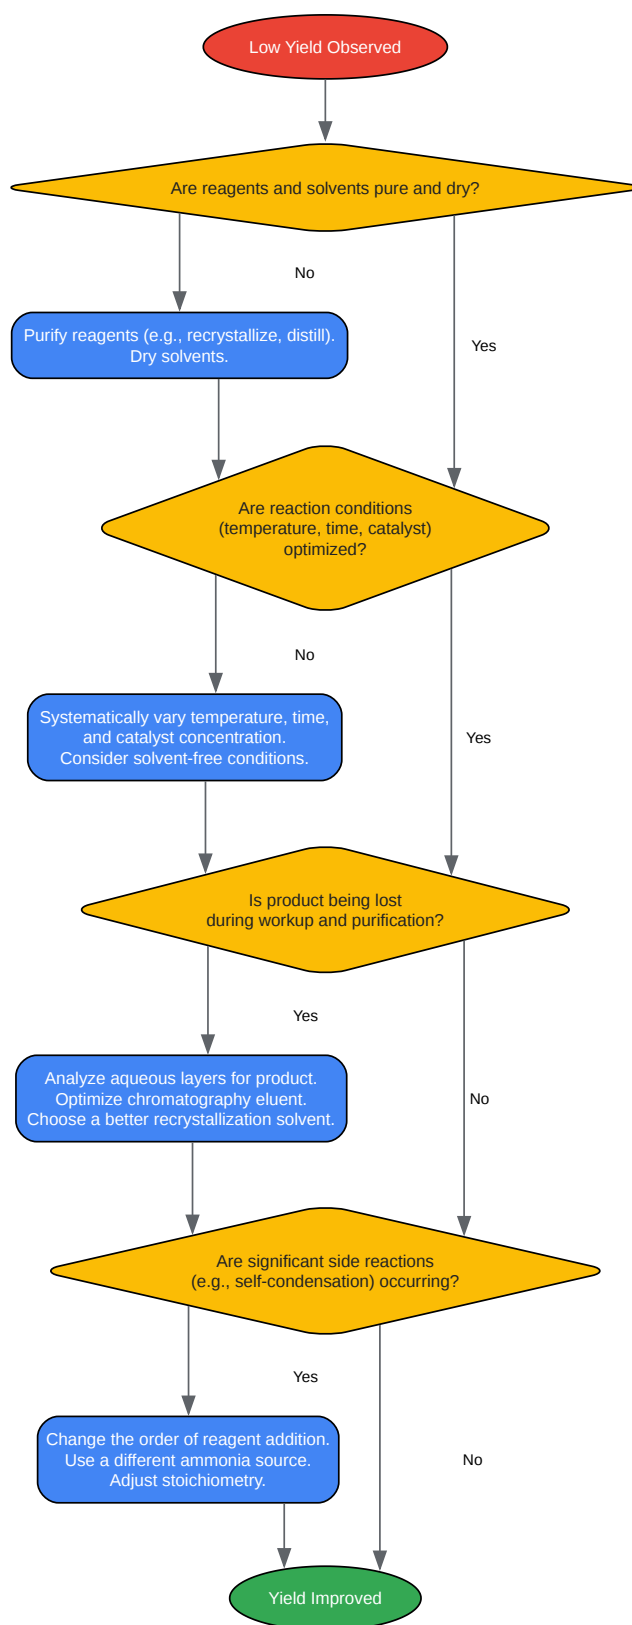 Low Yield Observed
Are reagents and solvents pure and dry?
No
Purify reagents (e.g., recrystallize, distill).
Dry solvents.
Yes
Are reaction conditions
(temperature, time, catalyst)
optimized?
No
Systematically vary temperature, time,
and catalyst concentration.
Consider solvent-free conditions.
Yes
Is product being lost
during workup and purification?
Yes
Analyze aqueous layers for product.
Optimize chromatography eluent.
Choose a better recrystallization solvent.
No
Are significant side reactions
(e.g., self-condensation) occurring?
Yes
Change the order of reagent addition.
Use a different ammonia source.
Adjust stoichiometry.
No
Yield Improved